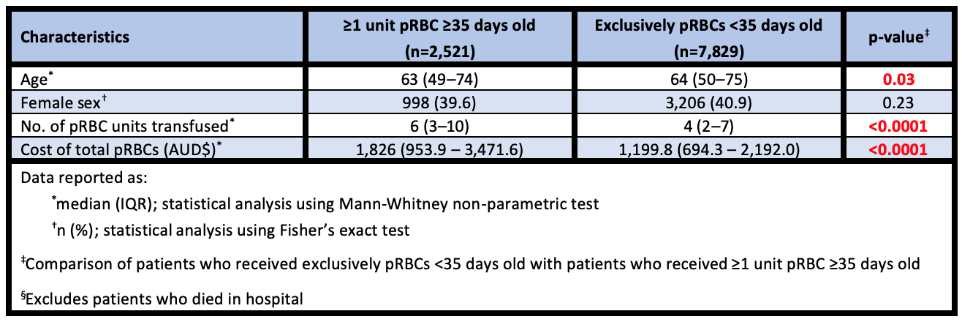 Characteristics ≥1 unit pRBC ≥35 days old (n=2,521) Exclusively pRBCs <35 days old (n=7,829) p-value‡
Age* 63 (49–74) 64 (50–75) 0.03
Female sex† 998 (39.6) 3,206 (40.9) 0.23
No. of pRBC units transfused* 6 (3–10) 4 (2–7) <0.0001
Cost of total pRBCs (AUD$)* 1,826 (953.9 – 3,471.6) 1,199.8 (694.3 – 2,192.0) <0.0001
Data reported as:
*median (IQR); statistical analysis using Mann-Whitney non-parametric test
†n (%); statistical analysis using Fisher’s exact test
‡Comparison of patients who received exclusively pRBCs <35 days old with patients who received ≥1 unit pRBC ≥35 days old
§Excludes patients who died in hospital